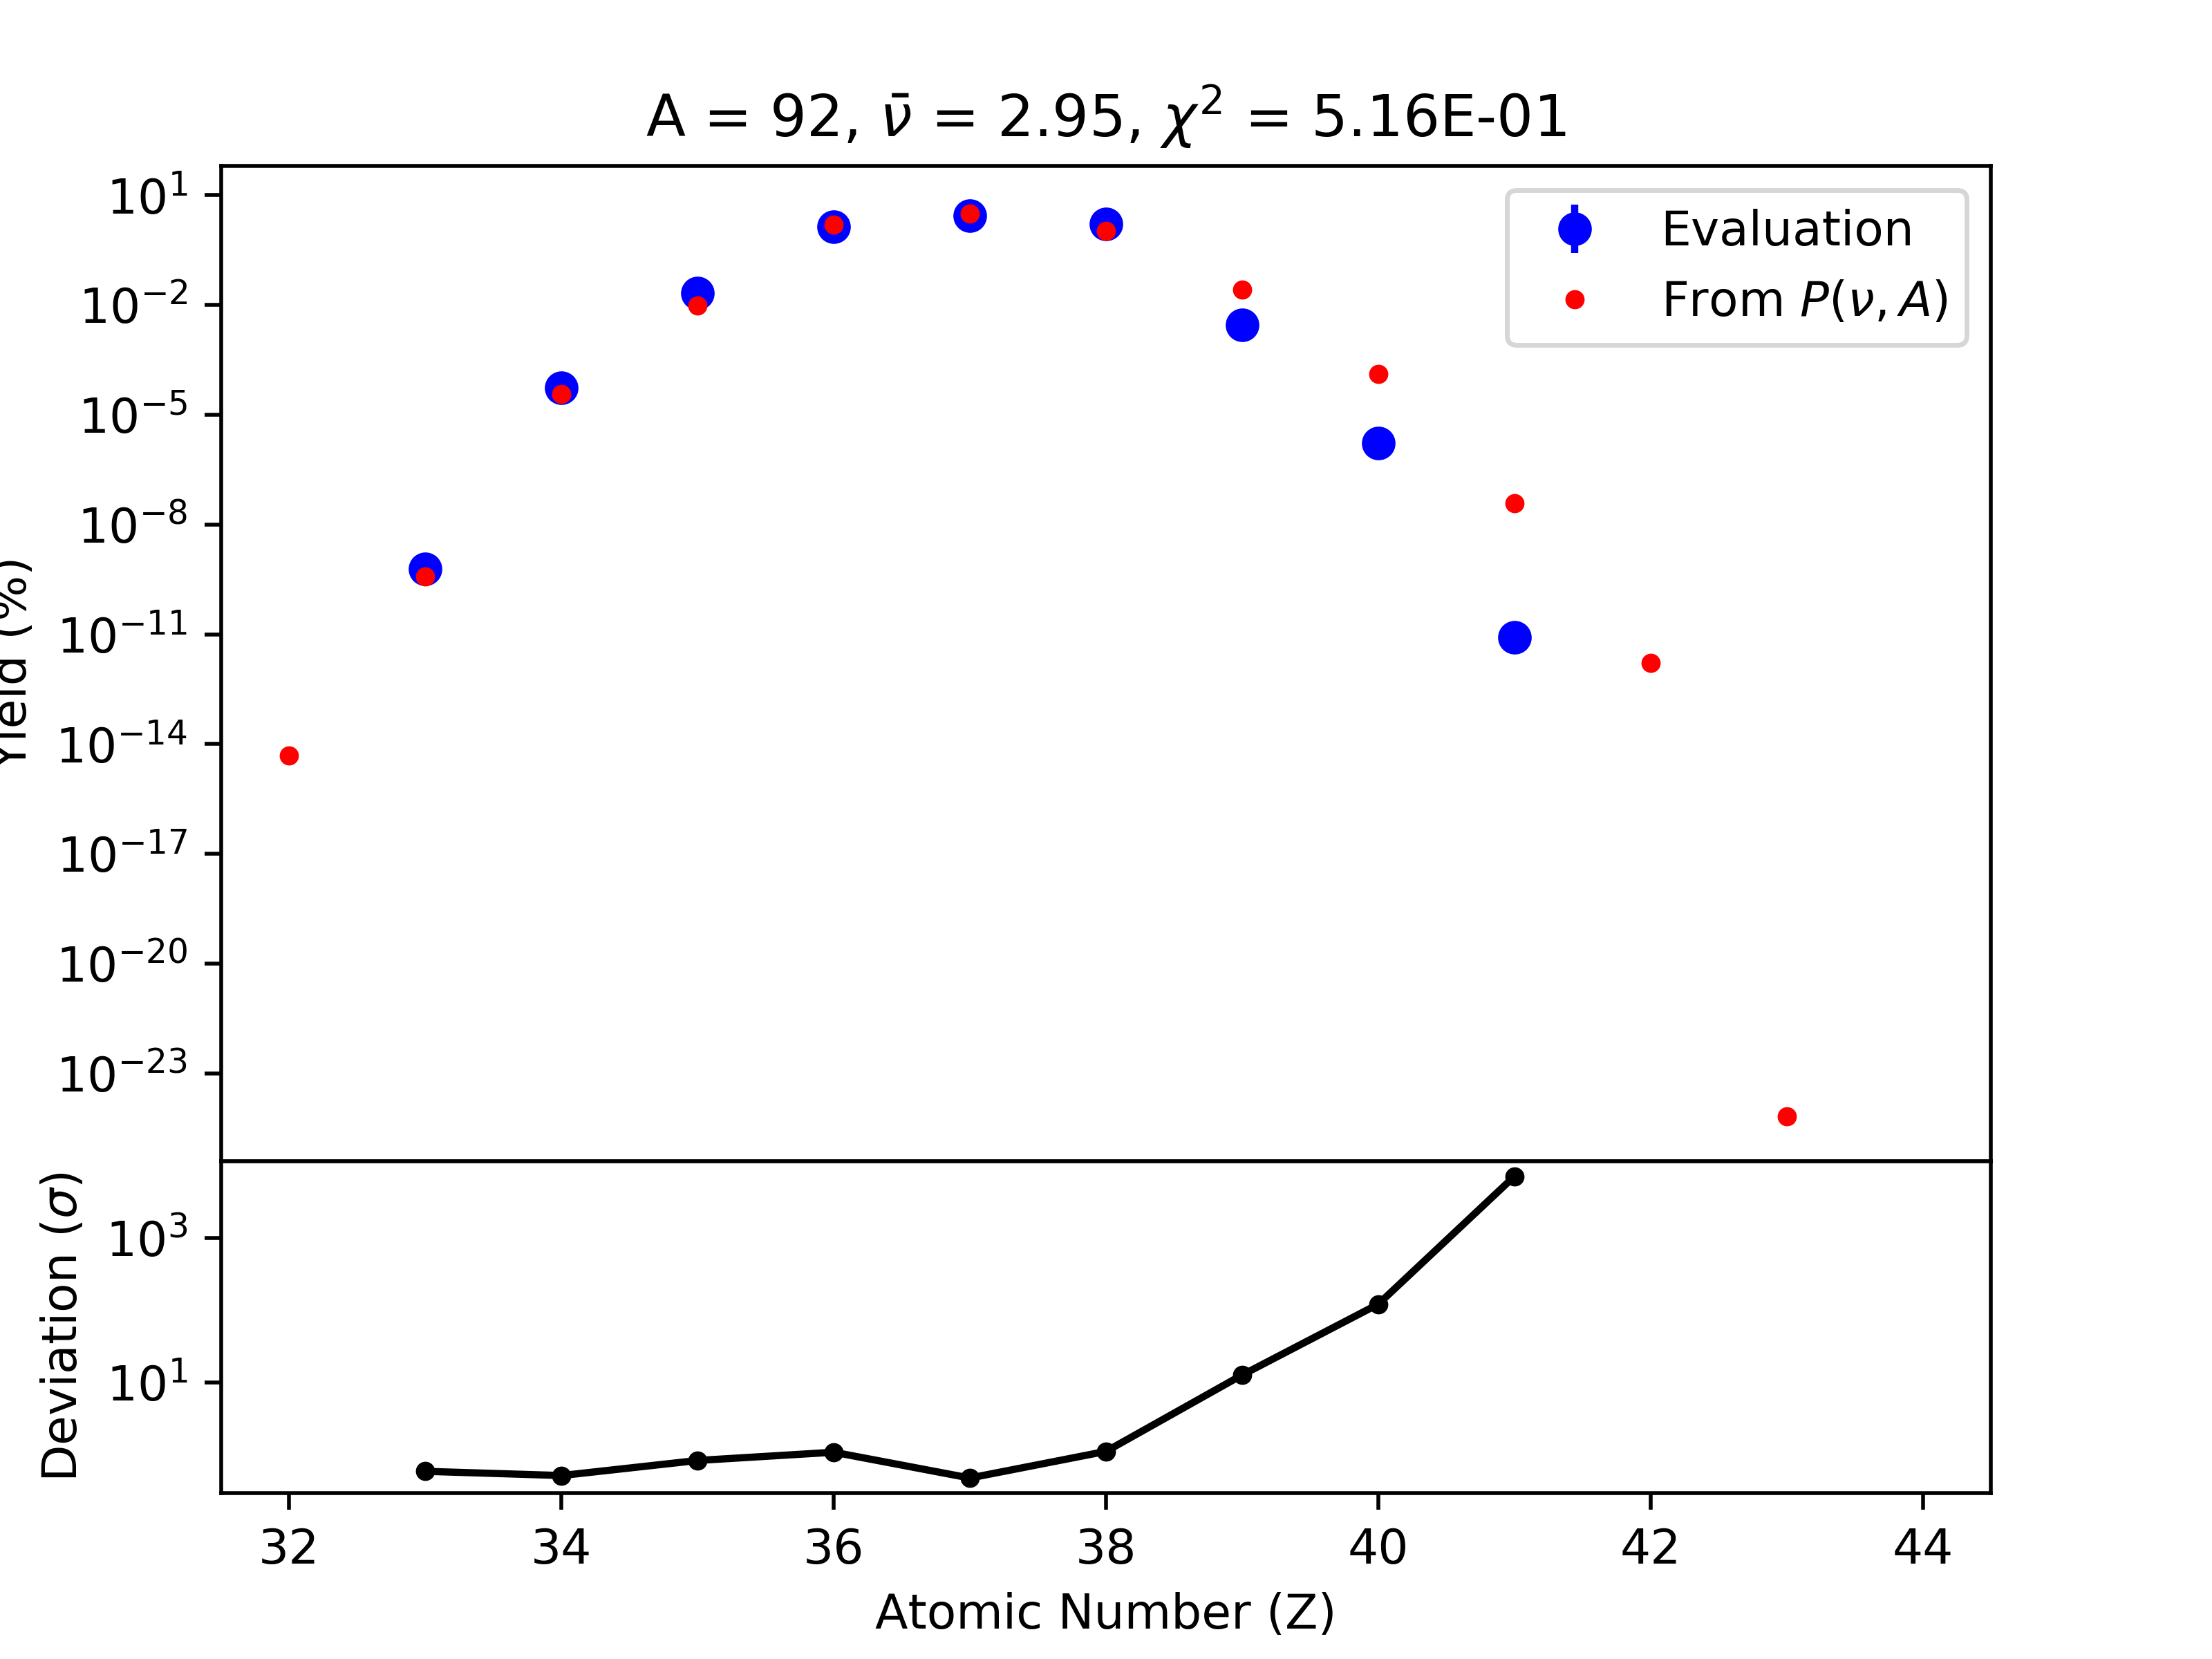 A = 92, ν̄ = 2.95, χ² = 5.16E-01
10¹
10⁻²
10⁻⁵
10⁻⁸
10⁻¹¹
10⁻¹⁴
10⁻¹⁷
10⁻²⁰
10⁻²³
Yield (%)
Evaluation
From P(ν, A)
Deviation (σ)
10³
10¹
32 34 36 38 40 42 44
Atomic Number (Z)